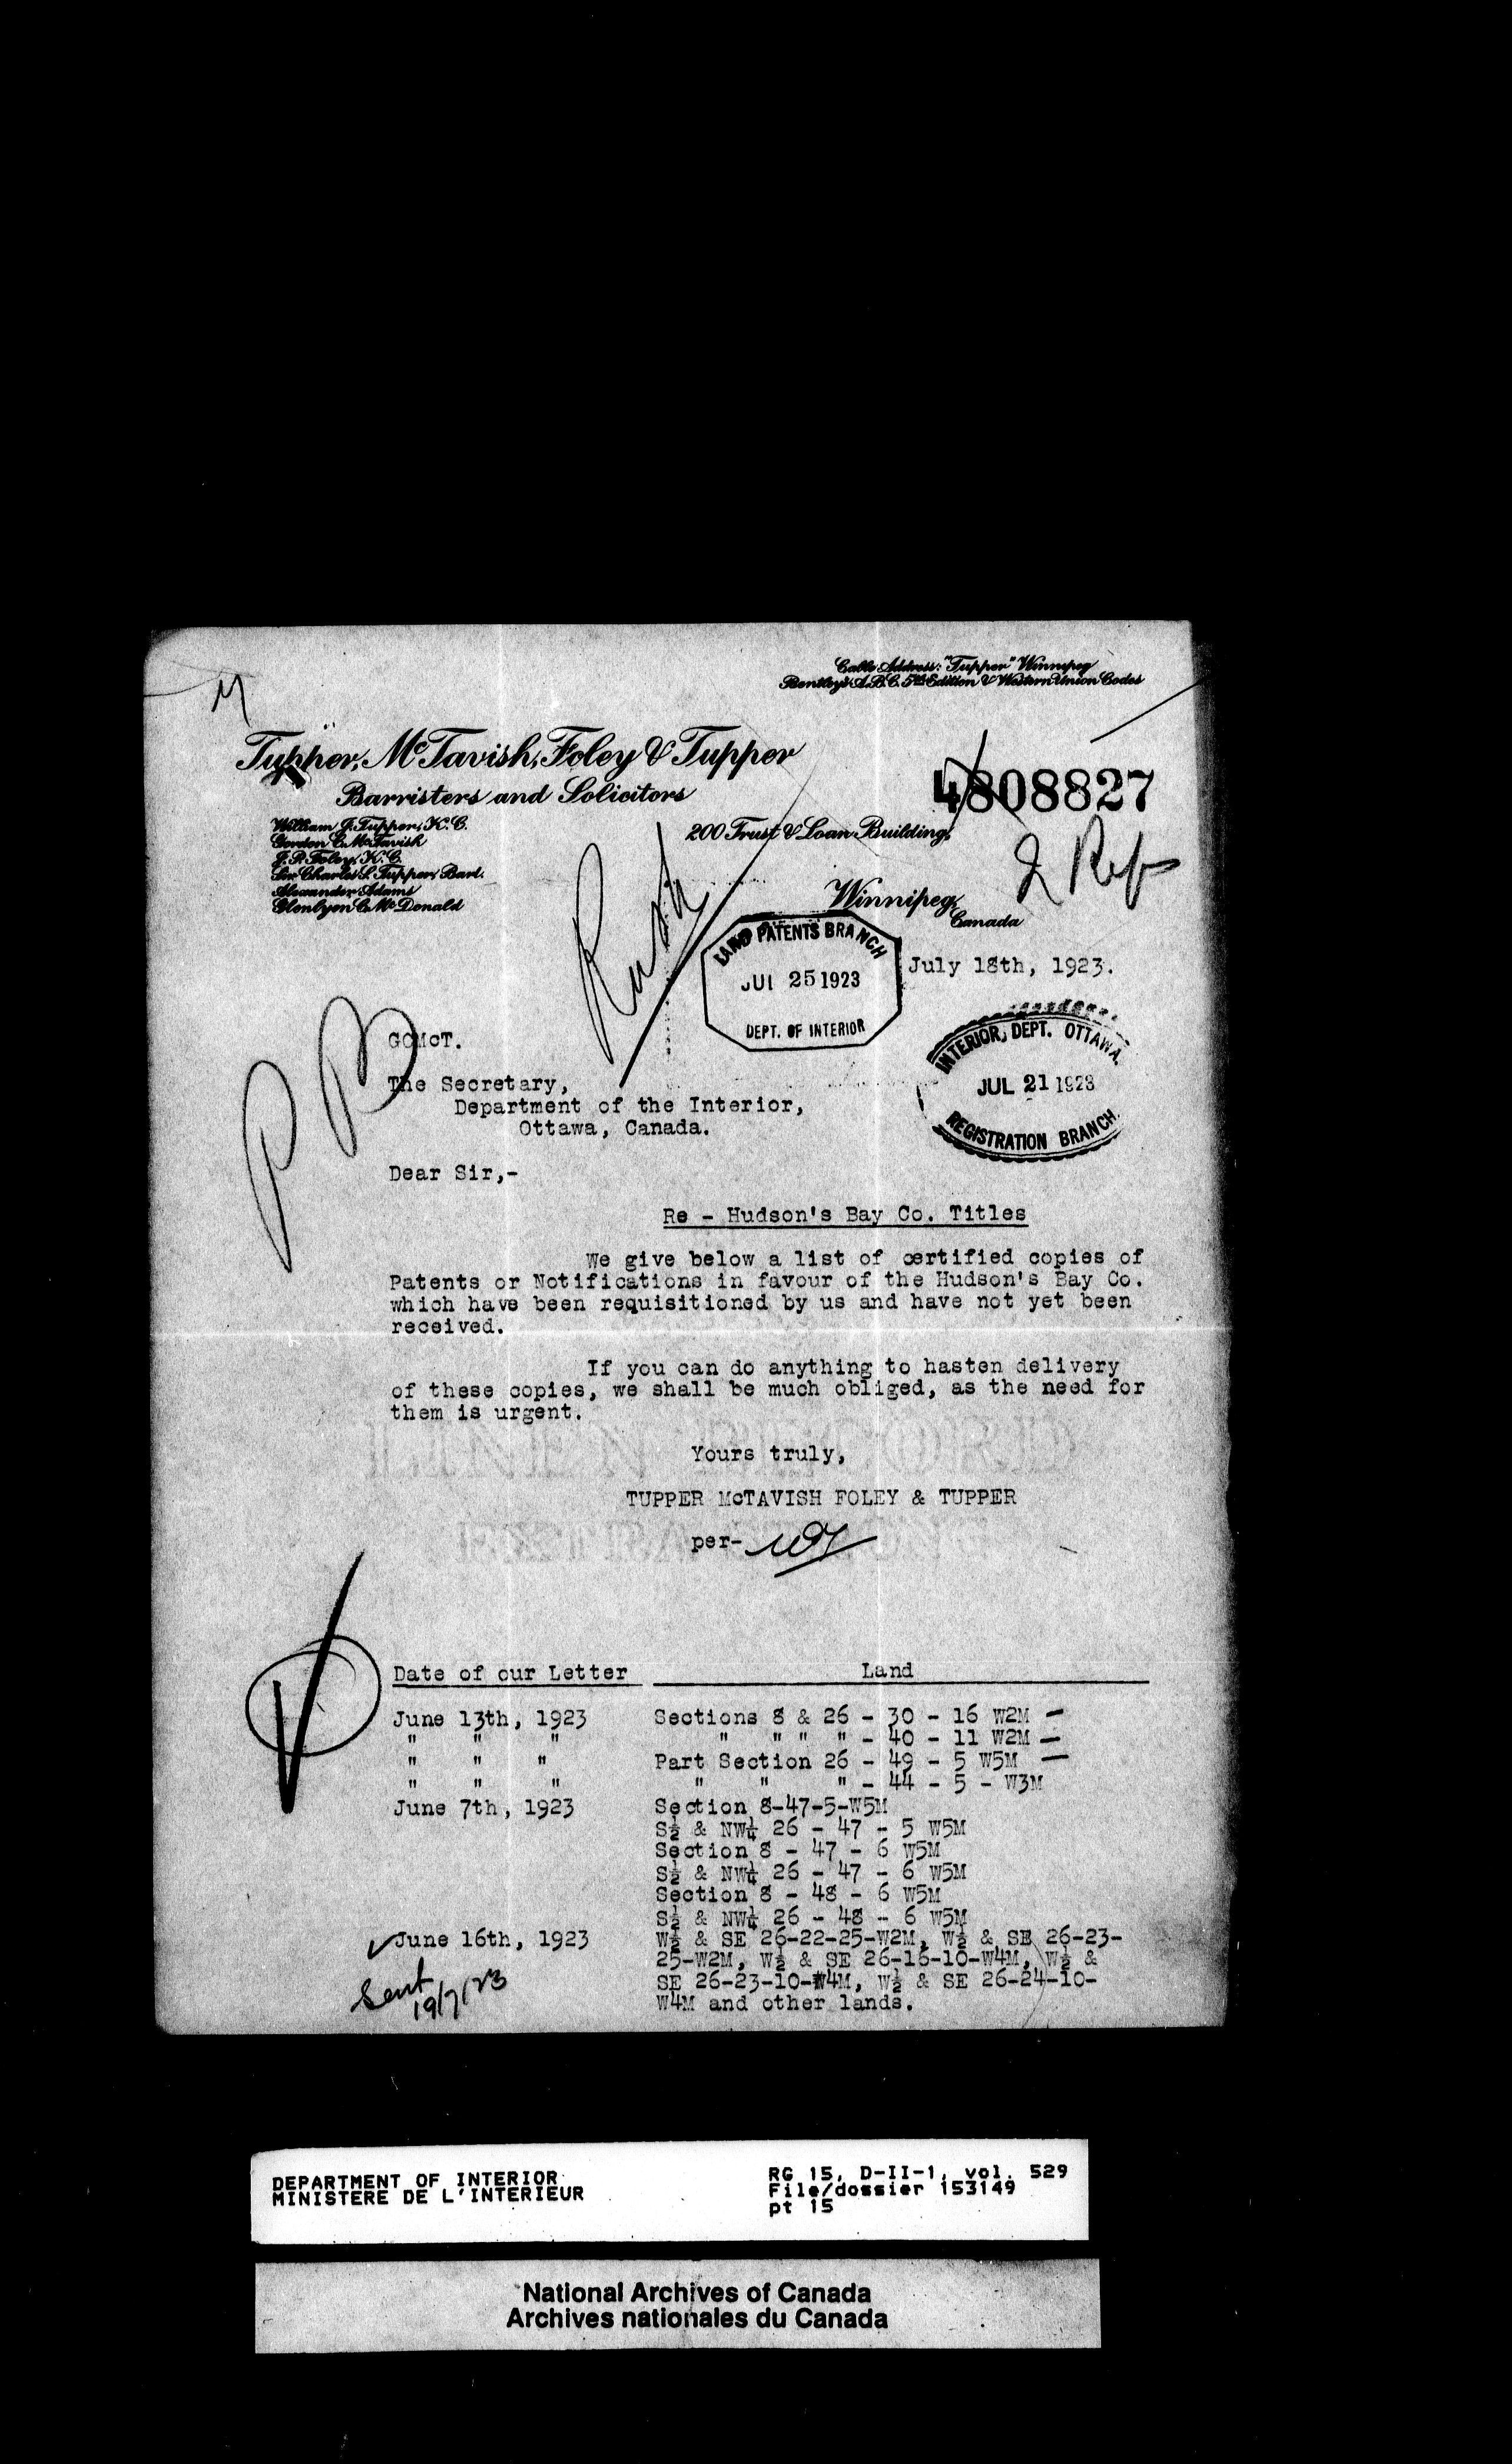 Cable Address: "Tupper" Winnipeg
Bentley's A.B.C. 5th Edition & Western Union Codes
Tupper, McTavish, Foley & Tupper
Barristers and Solicitors
4808827
William J. Tupper, K.C.
Gordon C. McTavish
J. P. Foley, K.C.
Sir Charles S. Tupper, Bart.
Alexander Adams
Glenlyon C. McDonald
200 Trust & Loan Building,
2 Refs
Winnipeg,
Canada
Rush
LAND PATENTS BRANCH
JUL 25 1923
DEPT. OF INTERIOR
July 18th, 1923.
INTERIOR, DEPT. OTTAWA.
JUL 21 1923
REGISTRATION BRANCH.
PB
GCMcT.
The Secretary,
Department of the Interior,
Ottawa, Canada.
Dear Sir,-
Re - Hudson's Bay Co. Titles
We give below a list of certified copies of
Patents or Notifications in favour of the Hudson's Bay Co.
which have been requisitioned by us and have not yet been
received.
If you can do anything to hasten delivery
of these copies, we shall be much obliged, as the need for
them is urgent.
Yours truly,
TUPPER McTAVISH FOLEY & TUPPER
per-
Date of our Letter Land
June 13th, 1923 Sections 8 & 26 - 30 - 16 W2M -
" " " " " " " - 40 - 11 W2M -
" " " Part Section 26 - 49 - 5 W5M -
" " " " " " - 44 - 5 - W3M
June 7th, 1923 Section 8-47-5-W5M
S½ & NW¼ 26 - 47 - 5 W5M
Section 8 - 47 - 6 W5M
S½ & NW¼ 26 - 47 - 6 W5M
Section 8 - 48 - 6 W5M
S½ & NW¼ 26 - 48 - 6 W5M
✓June 16th, 1923 W½ & SE 26-22-25-W2M, W½ & SE 26-23-
25-W2M, W½ & SE 26-16-10-W4M, W½ &
SE 26-23-10-W4M, W½ & SE 26-24-10-
W4M and other lands.
Sent
19/7/23
DEPARTMENT OF INTERIOR
MINISTERE DE L'INTERIEUR
RG 15, D-II-1, vol. 529
File/dossier 153149
pt 15
National Archives of Canada
Archives nationales du Canada